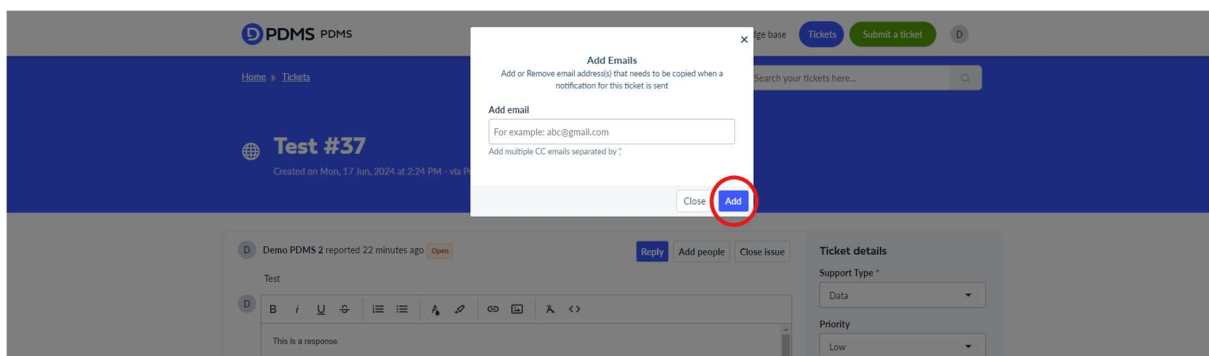 PDMS PDMS
dge base Tickets Submit a ticket D
Home Tickets
Search your tickets here...
Test #37
Created on Mon, 17 Jun, 2024 at 2:24 PM - via
Add Emails
Add or Remove email address(s) that needs to be copied when a
notification for this ticket is sent
Add email
For example: abc@gmail.com
Add multiple CC emails separated by ';'
Close Add
D Demo PDMS 2 reported 22 minutes ago Open
Reply Add people Close issue
Test
D
B i U S
This is a response.
Ticket details
Support Type *
Data
Priority
Low